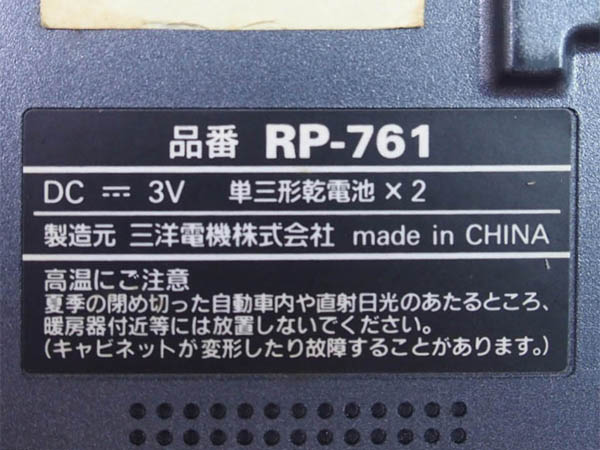 品番 RP-761
DC ⎓ 3V 単三形乾電池×2
製造元 三洋電機株式会社 made in CHINA
高温にご注意
夏季の閉め切った自動車内や直射日光のあたるところ、
暖房器付近等には放置しないでください。
(キャビネットが変形したり故障することがあります。)